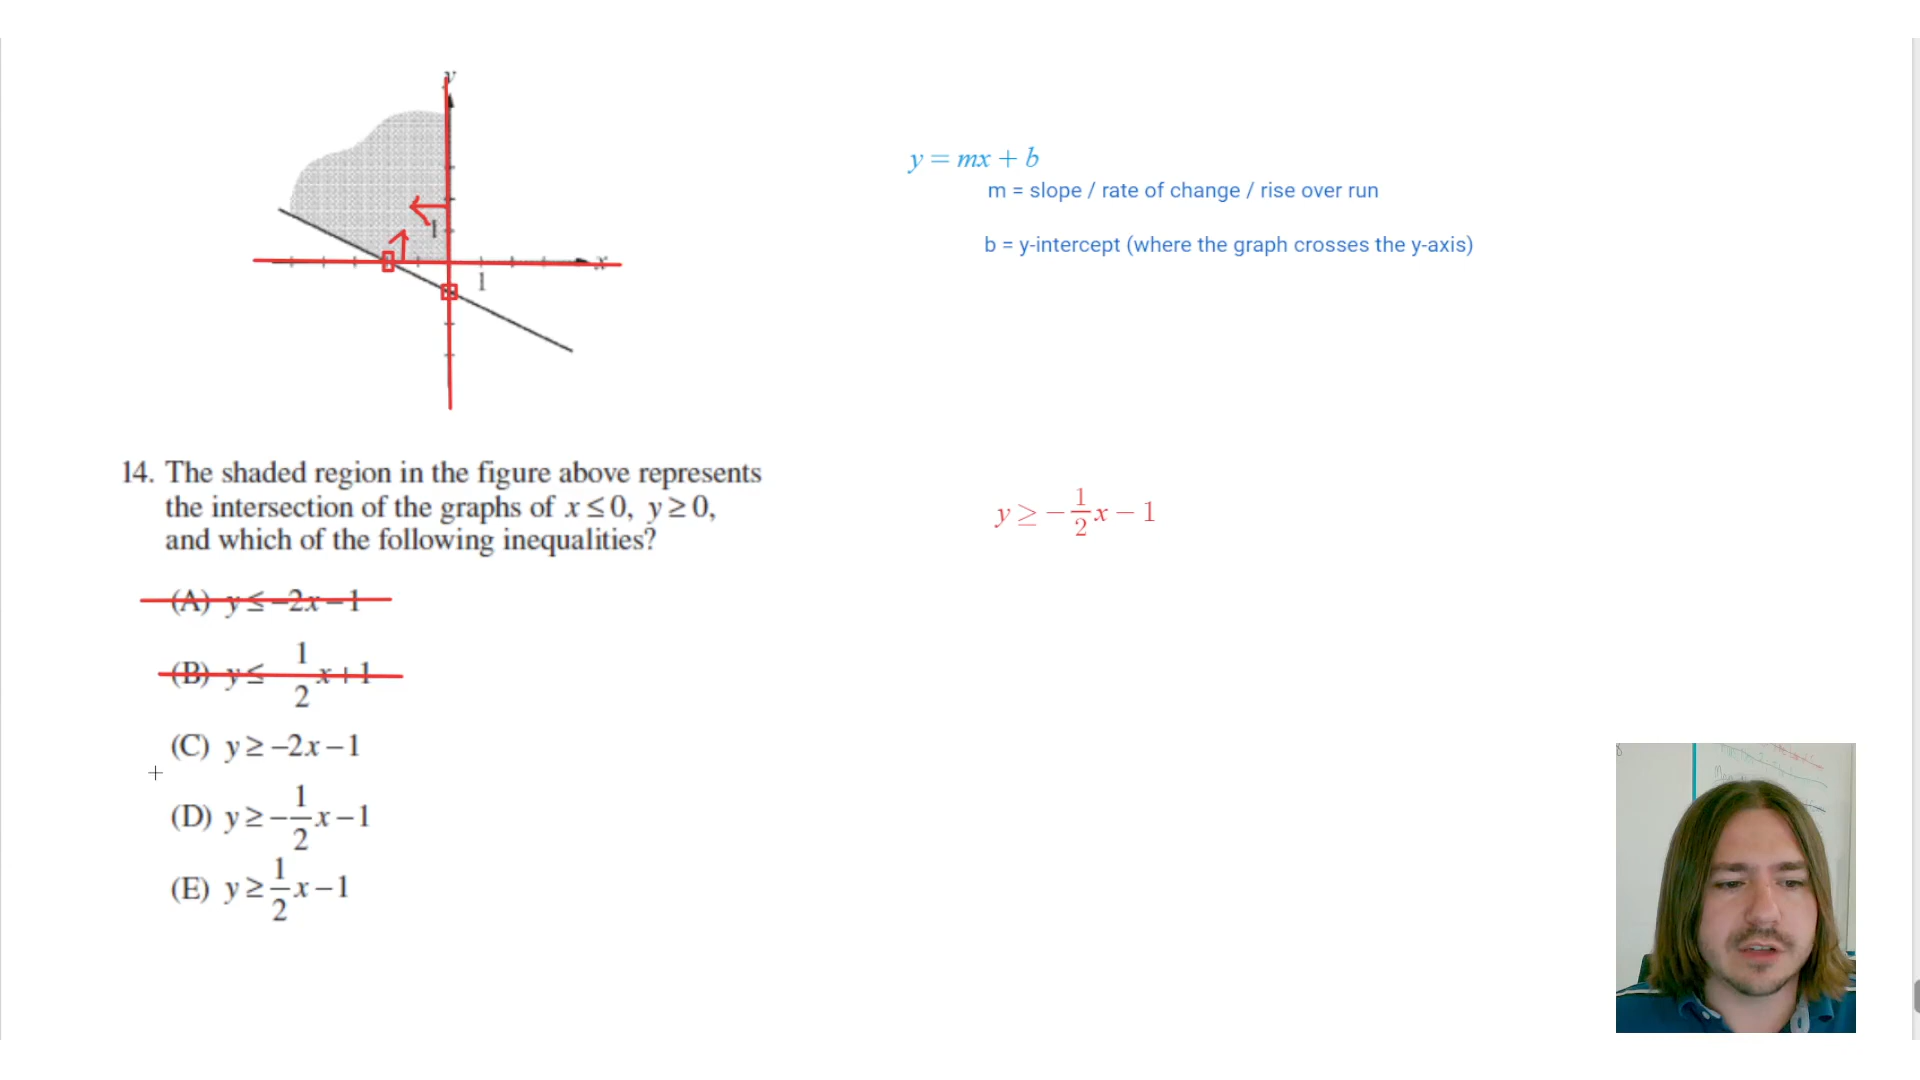 y
1
x
1
y = mx + b
m = slope / rate of change / rise over run
b = y-intercept (where the graph crosses the y-axis)
14. The shaded region in the figure above represents
the intersection of the graphs of x ≤ 0, y ≥ 0,
and which of the following inequalities?
y ≥ −1/2x − 1
(A) y ≤ −2x − 1
(B) y ≤ 1/2 x + 1
(C) y ≥ −2x − 1
(D) y ≥ −1/2x − 1
(E) y ≥ 1/2x − 1